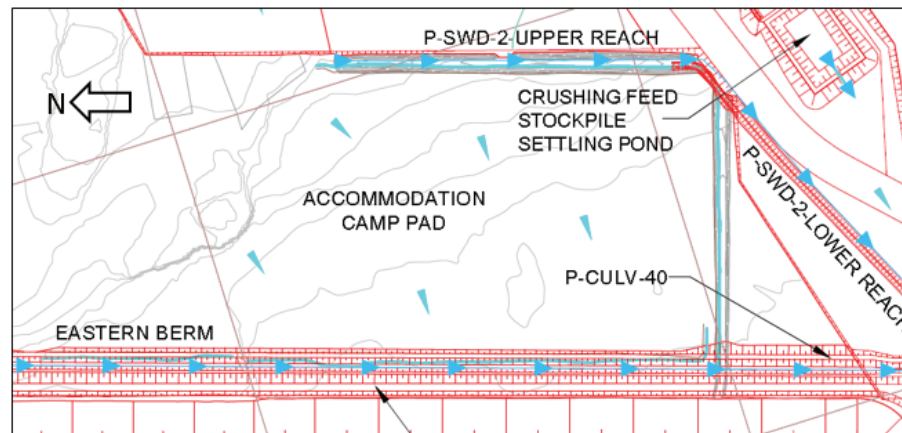 P-SWD-2-UPPER REACH
N
CRUSHING FEED
STOCKPILE
SETTLING POND
ACCOMMODATION
CAMP PAD
P-SWD-2-LOWER REACH
P-CULV-40
EASTERN BERM